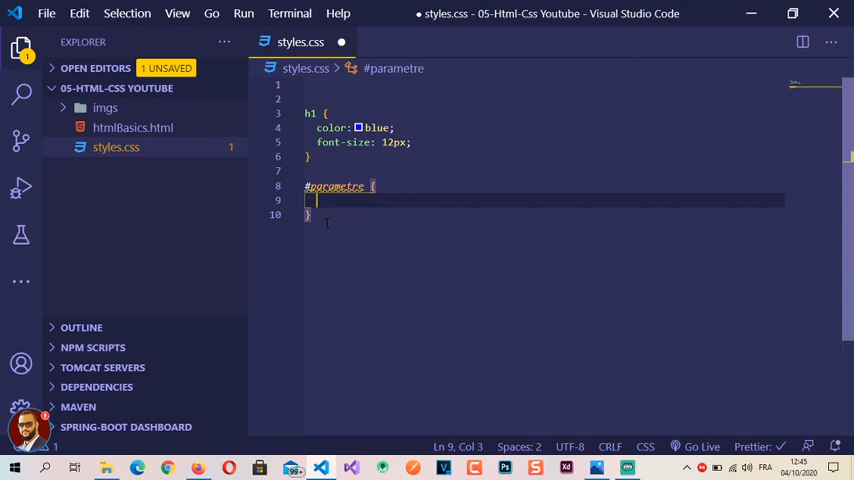 File Edit Selection View Go Run Terminal Help
● styles.css - 05-Html-Css Youtube - Visual Studio Code
EXPLORER
OPEN EDITORS 1 UNSAVED
05-HTML-CSS YOUTUBE
imgs
htmlBasics.html
styles.css 1
OUTLINE
NPM SCRIPTS
TOMCAT SERVERS
DEPENDENCIES
MAVEN
SPRING-BOOT DASHBOARD
styles.css ●
styles.css > #parametre
1
2
3 h1 {
4 color: blue;
5 font-size: 12px;
6 }
7
8 #parametre {
9
10 }
1
Ln 9, Col 3 Spaces: 2 UTF-8 CRLF CSS Go Live Prettier: ✓
99+ FRA 12:45
04/10/2020